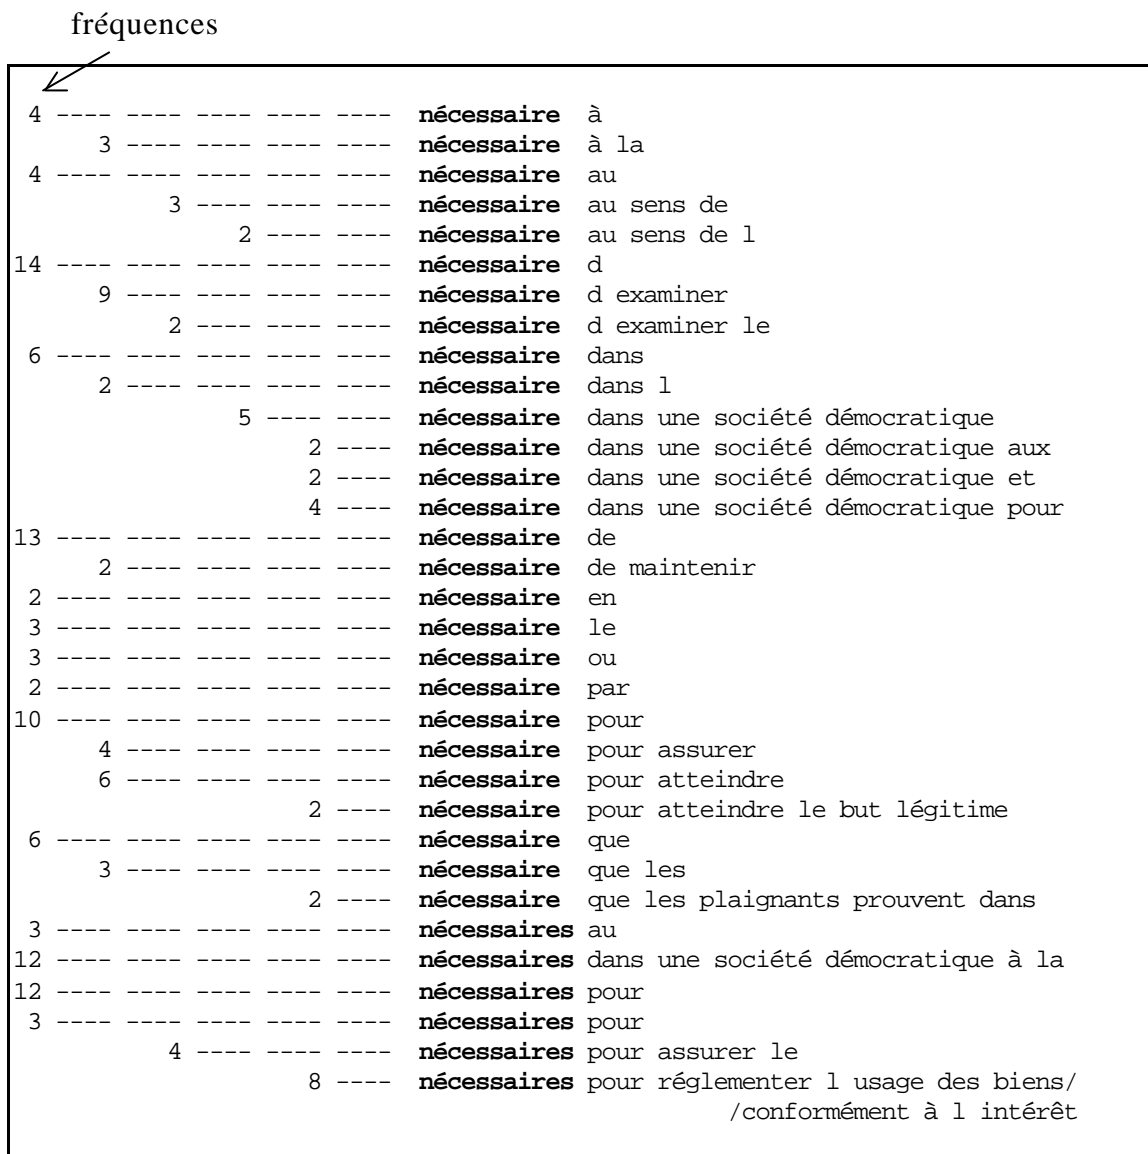 fréquences
4 ---- ---- ---- ---- ---- nécessaire à
3 ---- ---- ---- ---- nécessaire à la
4 ---- ---- ---- ---- ---- nécessaire au
3 ---- ---- ---- nécessaire au sens de
2 ---- ---- nécessaire au sens de l
14 ---- ---- ---- ---- ---- nécessaire d
9 ---- ---- ---- ---- nécessaire d examiner
2 ---- ---- ---- nécessaire d examiner le
6 ---- ---- ---- ---- ---- nécessaire dans
2 ---- ---- ---- ---- nécessaire dans l
5 ---- ---- nécessaire dans une société démocratique
2 ---- nécessaire dans une société démocratique aux
2 ---- nécessaire dans une société démocratique et
4 ---- nécessaire dans une société démocratique pour
13 ---- ---- ---- ---- ---- nécessaire de
2 ---- ---- ---- ---- nécessaire de maintenir
2 ---- ---- ---- ---- ---- nécessaire en
3 ---- ---- ---- ---- ---- nécessaire le
3 ---- ---- ---- ---- ---- nécessaire ou
2 ---- ---- ---- ---- ---- nécessaire par
10 ---- ---- ---- ---- ---- nécessaire pour
4 ---- ---- ---- ---- nécessaire pour assurer
6 ---- ---- ---- ---- nécessaire pour atteindre
2 ---- nécessaire pour atteindre le but légitime
6 ---- ---- ---- ---- ---- nécessaire que
3 ---- ---- ---- ---- nécessaire que les
2 ---- nécessaire que les plaignants prouvent dans
3 ---- ---- ---- ---- ---- nécessaires au
12 ---- ---- ---- ---- ---- nécessaires dans une société démocratique à la
12 ---- ---- ---- ---- ---- nécessaires pour
3 ---- ---- ---- ---- ---- nécessaires pour
4 ---- ---- ---- nécessaires pour assurer le
8 ---- nécessaires pour réglementer l usage des biens/
/conformément à l intérêt